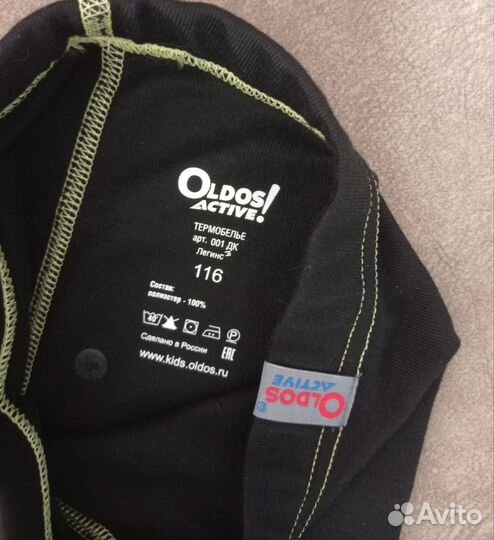 OLDOS!
ACTIVE
ТЕРМОБЕЛЬЕ
арт. 001 ДК
Легинс
116
Состав:
полиэстер - 100%
40 P
Сделано в России EAC
www.kids.oldos.ru
OLDOS
ACTIVE
Avito